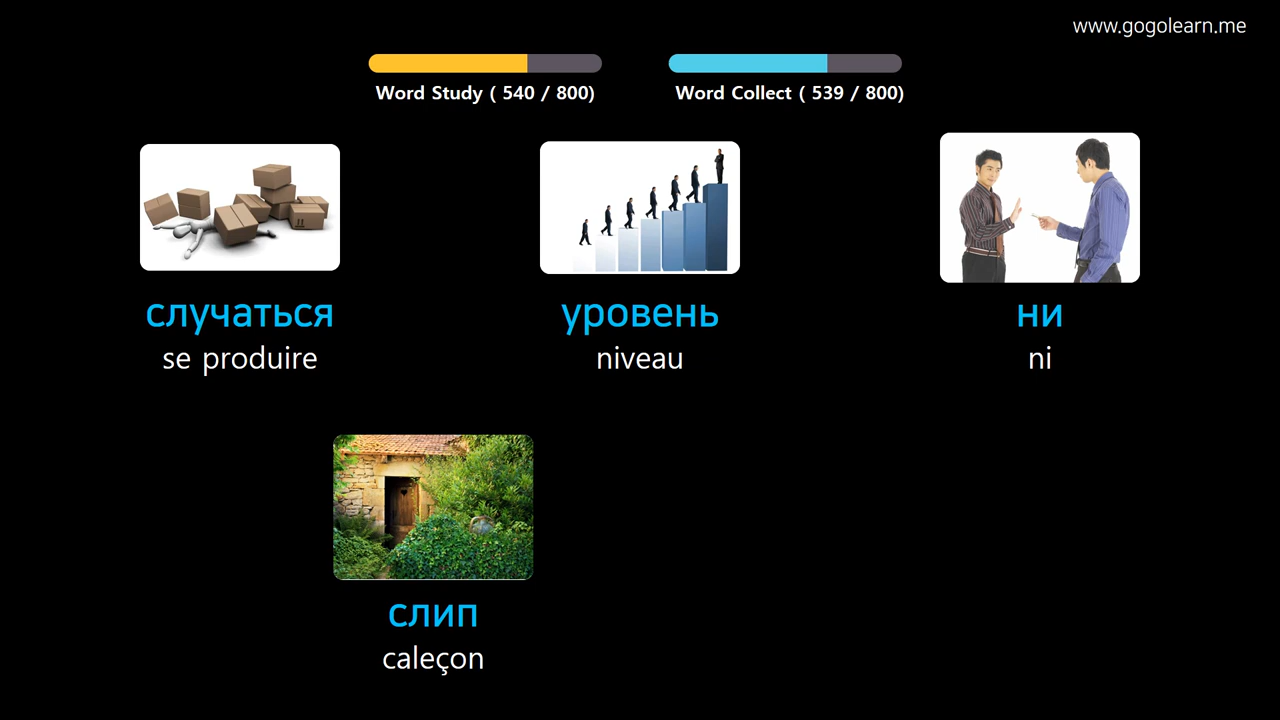 www.gogolearn.me
Word Study ( 540 / 800)
Word Collect ( 539 / 800)
случаться
se produire
уровень
niveau
ни
ni
слип
caleçon